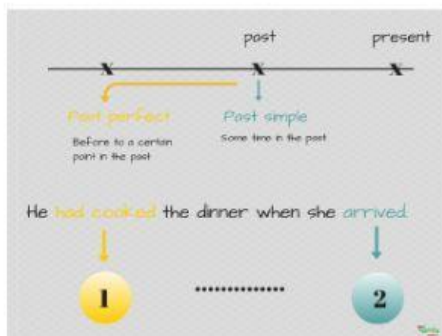 past present
x x x
Past perfect Past simple
Before to a certain
point in the past
Some time in the past
He had cooked the dinner when she arrived.
1 .............. 2